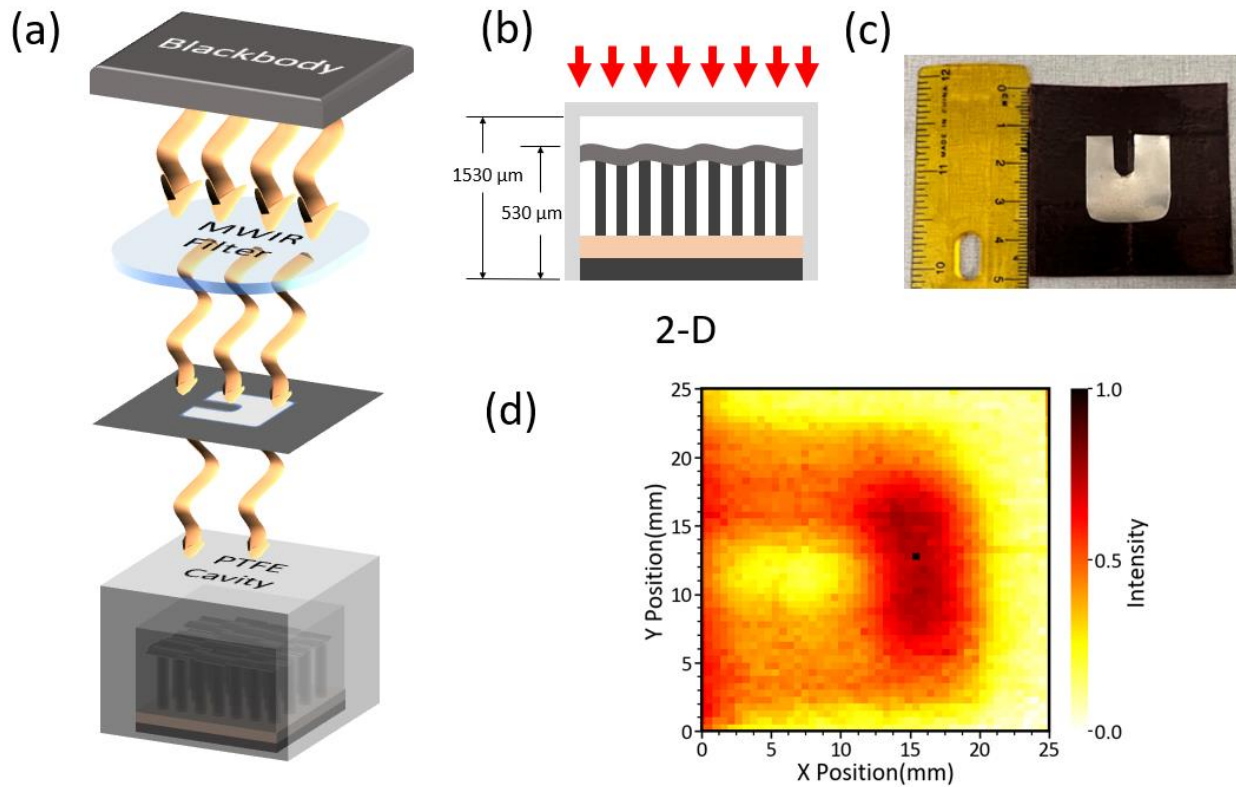 (a)
Blackbody
MWIR
Filter
PTFE
Cavity
(b)
1530 μm
530 μm
(c)
12
11
10
MADE IN CHINA
0
1
2
3
4
5
2-D
(d)
25
20
15
10
5
0
Y Position(mm)
0 5 10 15 20 25
X Position(mm)
1.0
0.5
0.0
Intensity